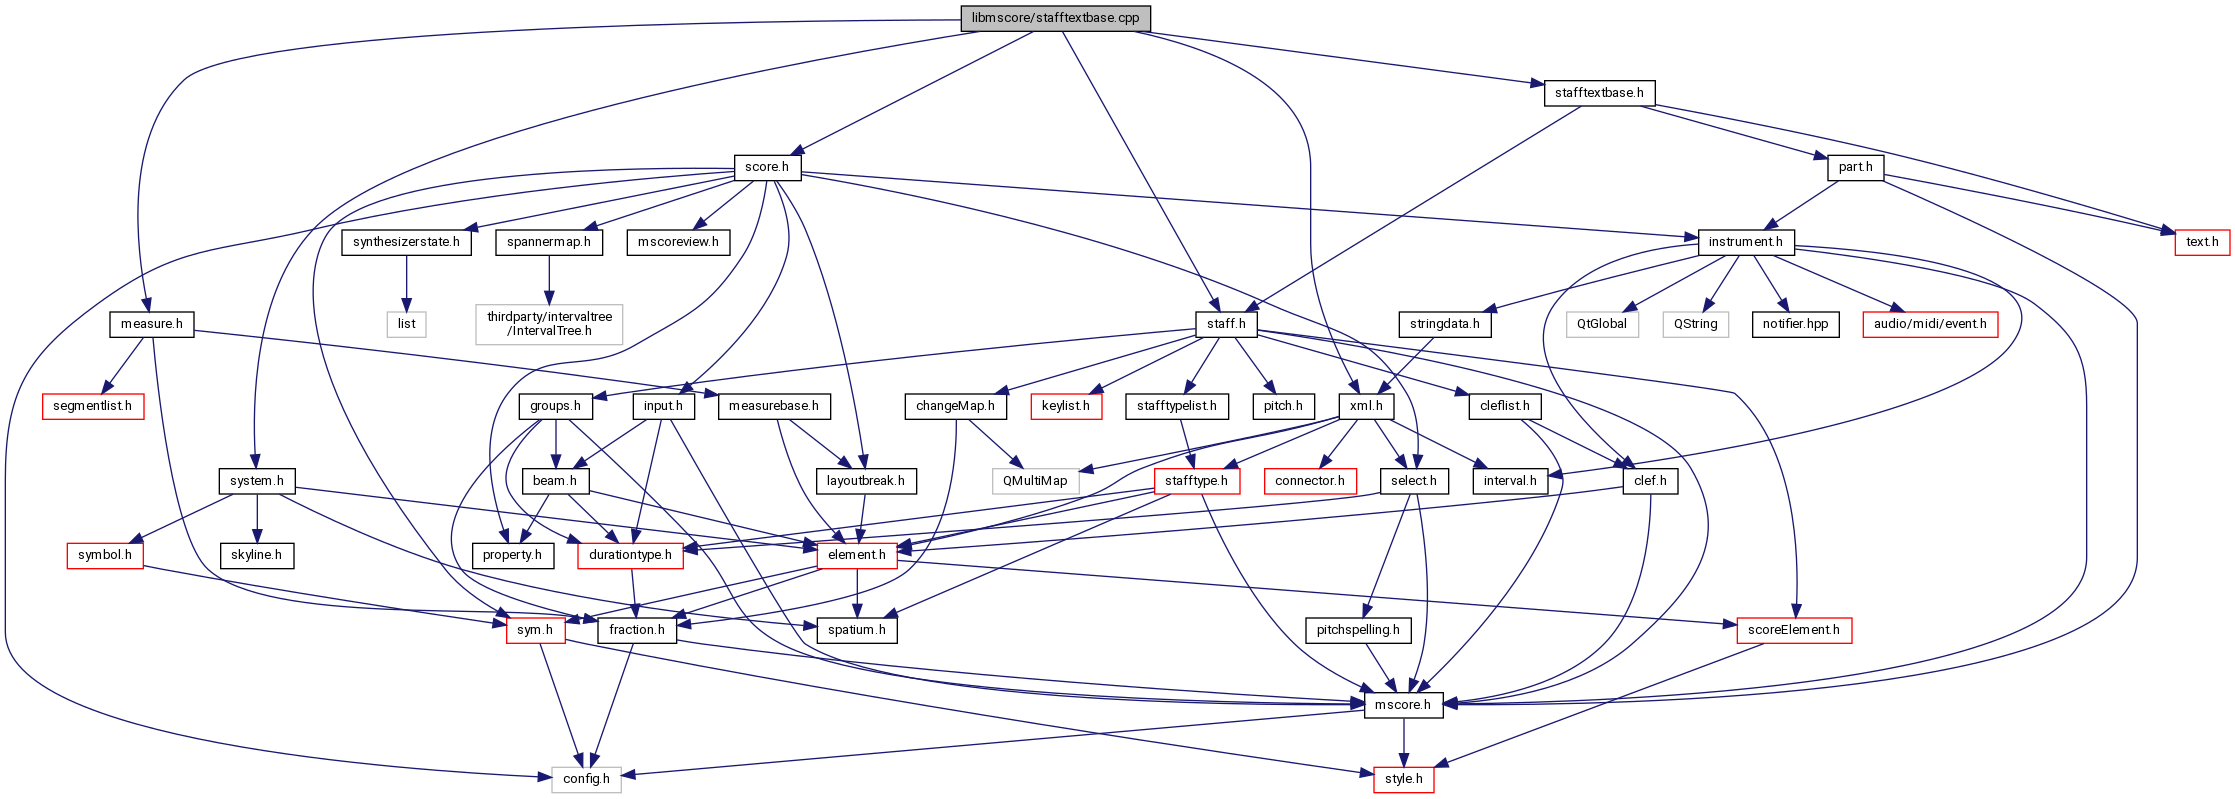 libmscore/stafftextbase.cpp
stafftextbase.h
score.h
part.h
synthesizerstate.h
spannermap.h
mscoreview.h
instrument.h
text.h
measure.h
list
thirdparty/intervaltree
/IntervalTree.h
staff.h
stringdata.h
QtGlobal
QString
notifier.hpp
audio/midi/event.h
segmentlist.h
groups.h
input.h
measurebase.h
changeMap.h
keylist.h
stafftypelist.h
pitch.h
xml.h
cleflist.h
system.h
beam.h
layoutbreak.h
QMultiMap
stafftype.h
connector.h
select.h
interval.h
clef.h
symbol.h
skyline.h
property.h
durationtype.h
element.h
sym.h
fraction.h
spatium.h
pitchspelling.h
scoreElement.h
mscore.h
config.h
style.h